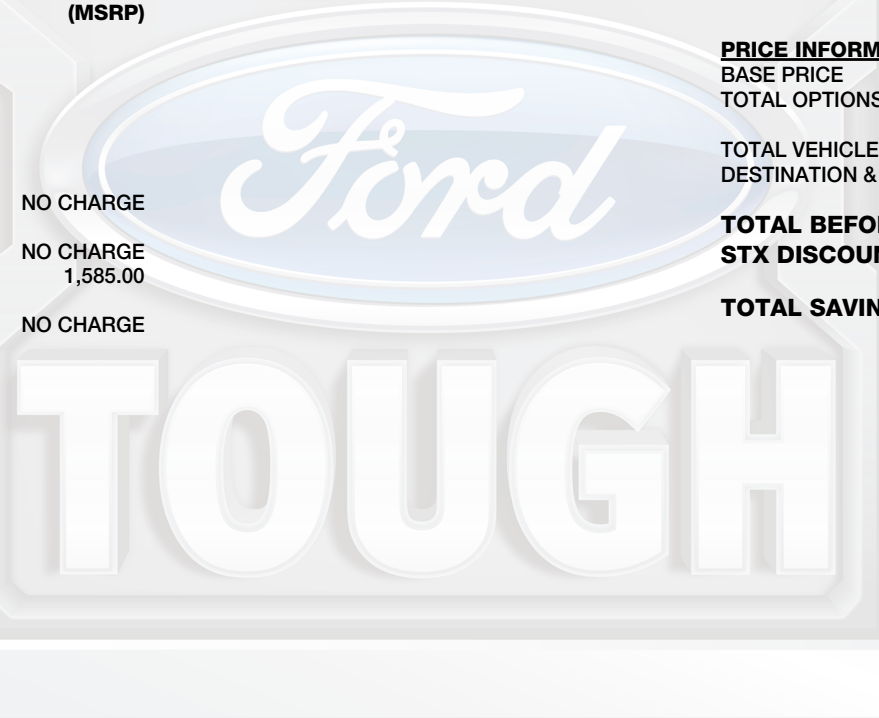 (MSRP)
NO CHARGE
NO CHARGE
1,585.00
NO CHARGE
PRICE INFORM
BASE PRICE
TOTAL OPTIONS
TOTAL VEHICLE
DESTINATION &
TOTAL BEFO
STX DISCOU
TOTAL SAVIN
Ford
TOUGH